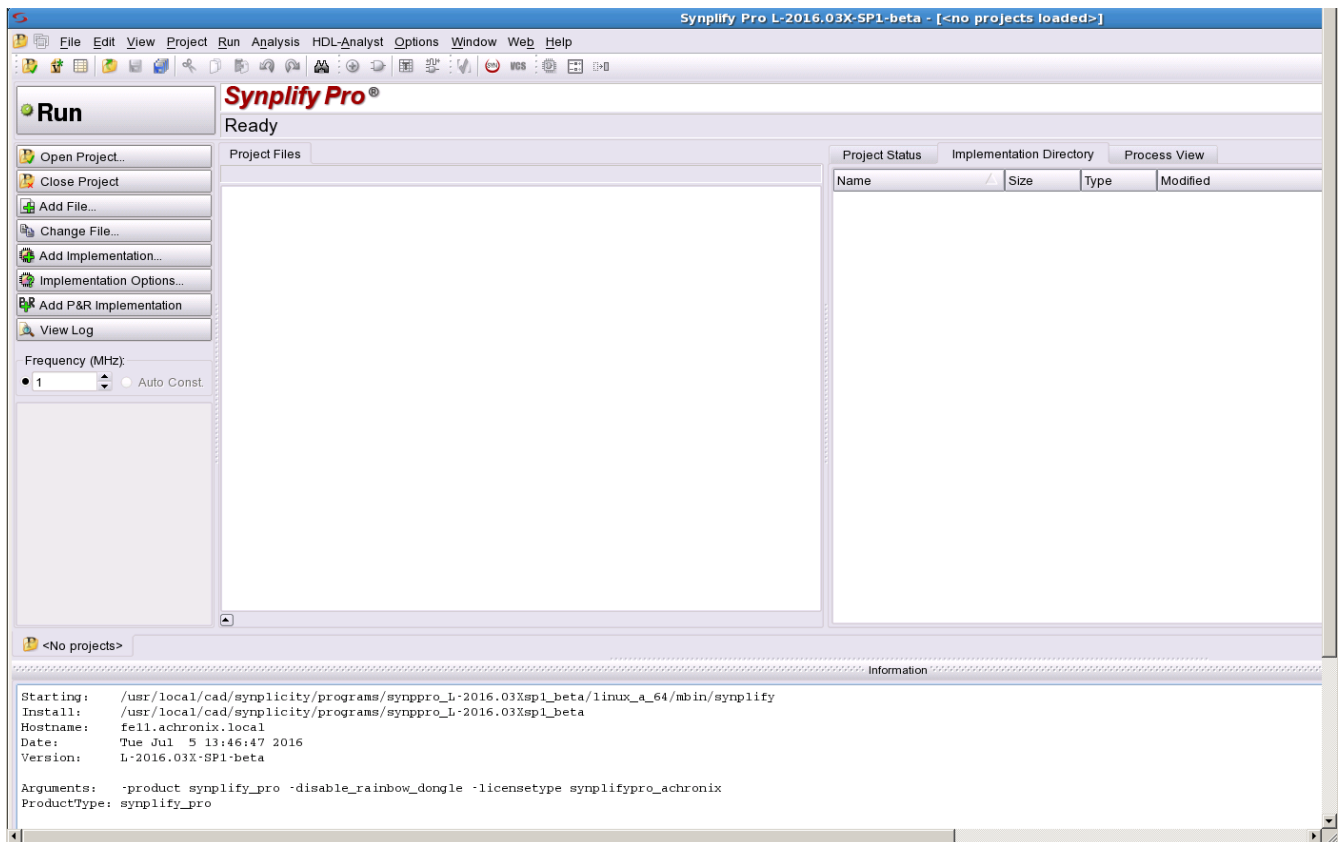 Synplify Pro L-2016.03X-SP1-beta - [<no projects loaded>]
File Edit View Project Run Analysis HDL-Analyst Options Window Web Help
VCS
Run
Synplify Pro®
Ready
Open Project...
Close Project
Add File...
Change File...
Add Implementation...
Implementation Options...
P&R Add P&R Implementation
View Log
Frequency (MHz):
1 Auto Const.
Project Files
Project Status Implementation Directory Process View
Name Size Type Modified
<No projects>
Information
Starting: /usr/local/cad/synplicity/programs/synppro_L-2016.03Xsp1_beta/linux_a_64/mbin/synplify
Install: /usr/local/cad/synplicity/programs/synppro_L-2016.03Xsp1_beta
Hostname: fe11.achronix.local
Date: Tue Jul 5 13:46:47 2016
Version: L-2016.03X-SP1-beta
Arguments: -product synplify_pro -disable_rainbow_dongle -licensetype synplifypro_achronix
ProductType: synplify_pro